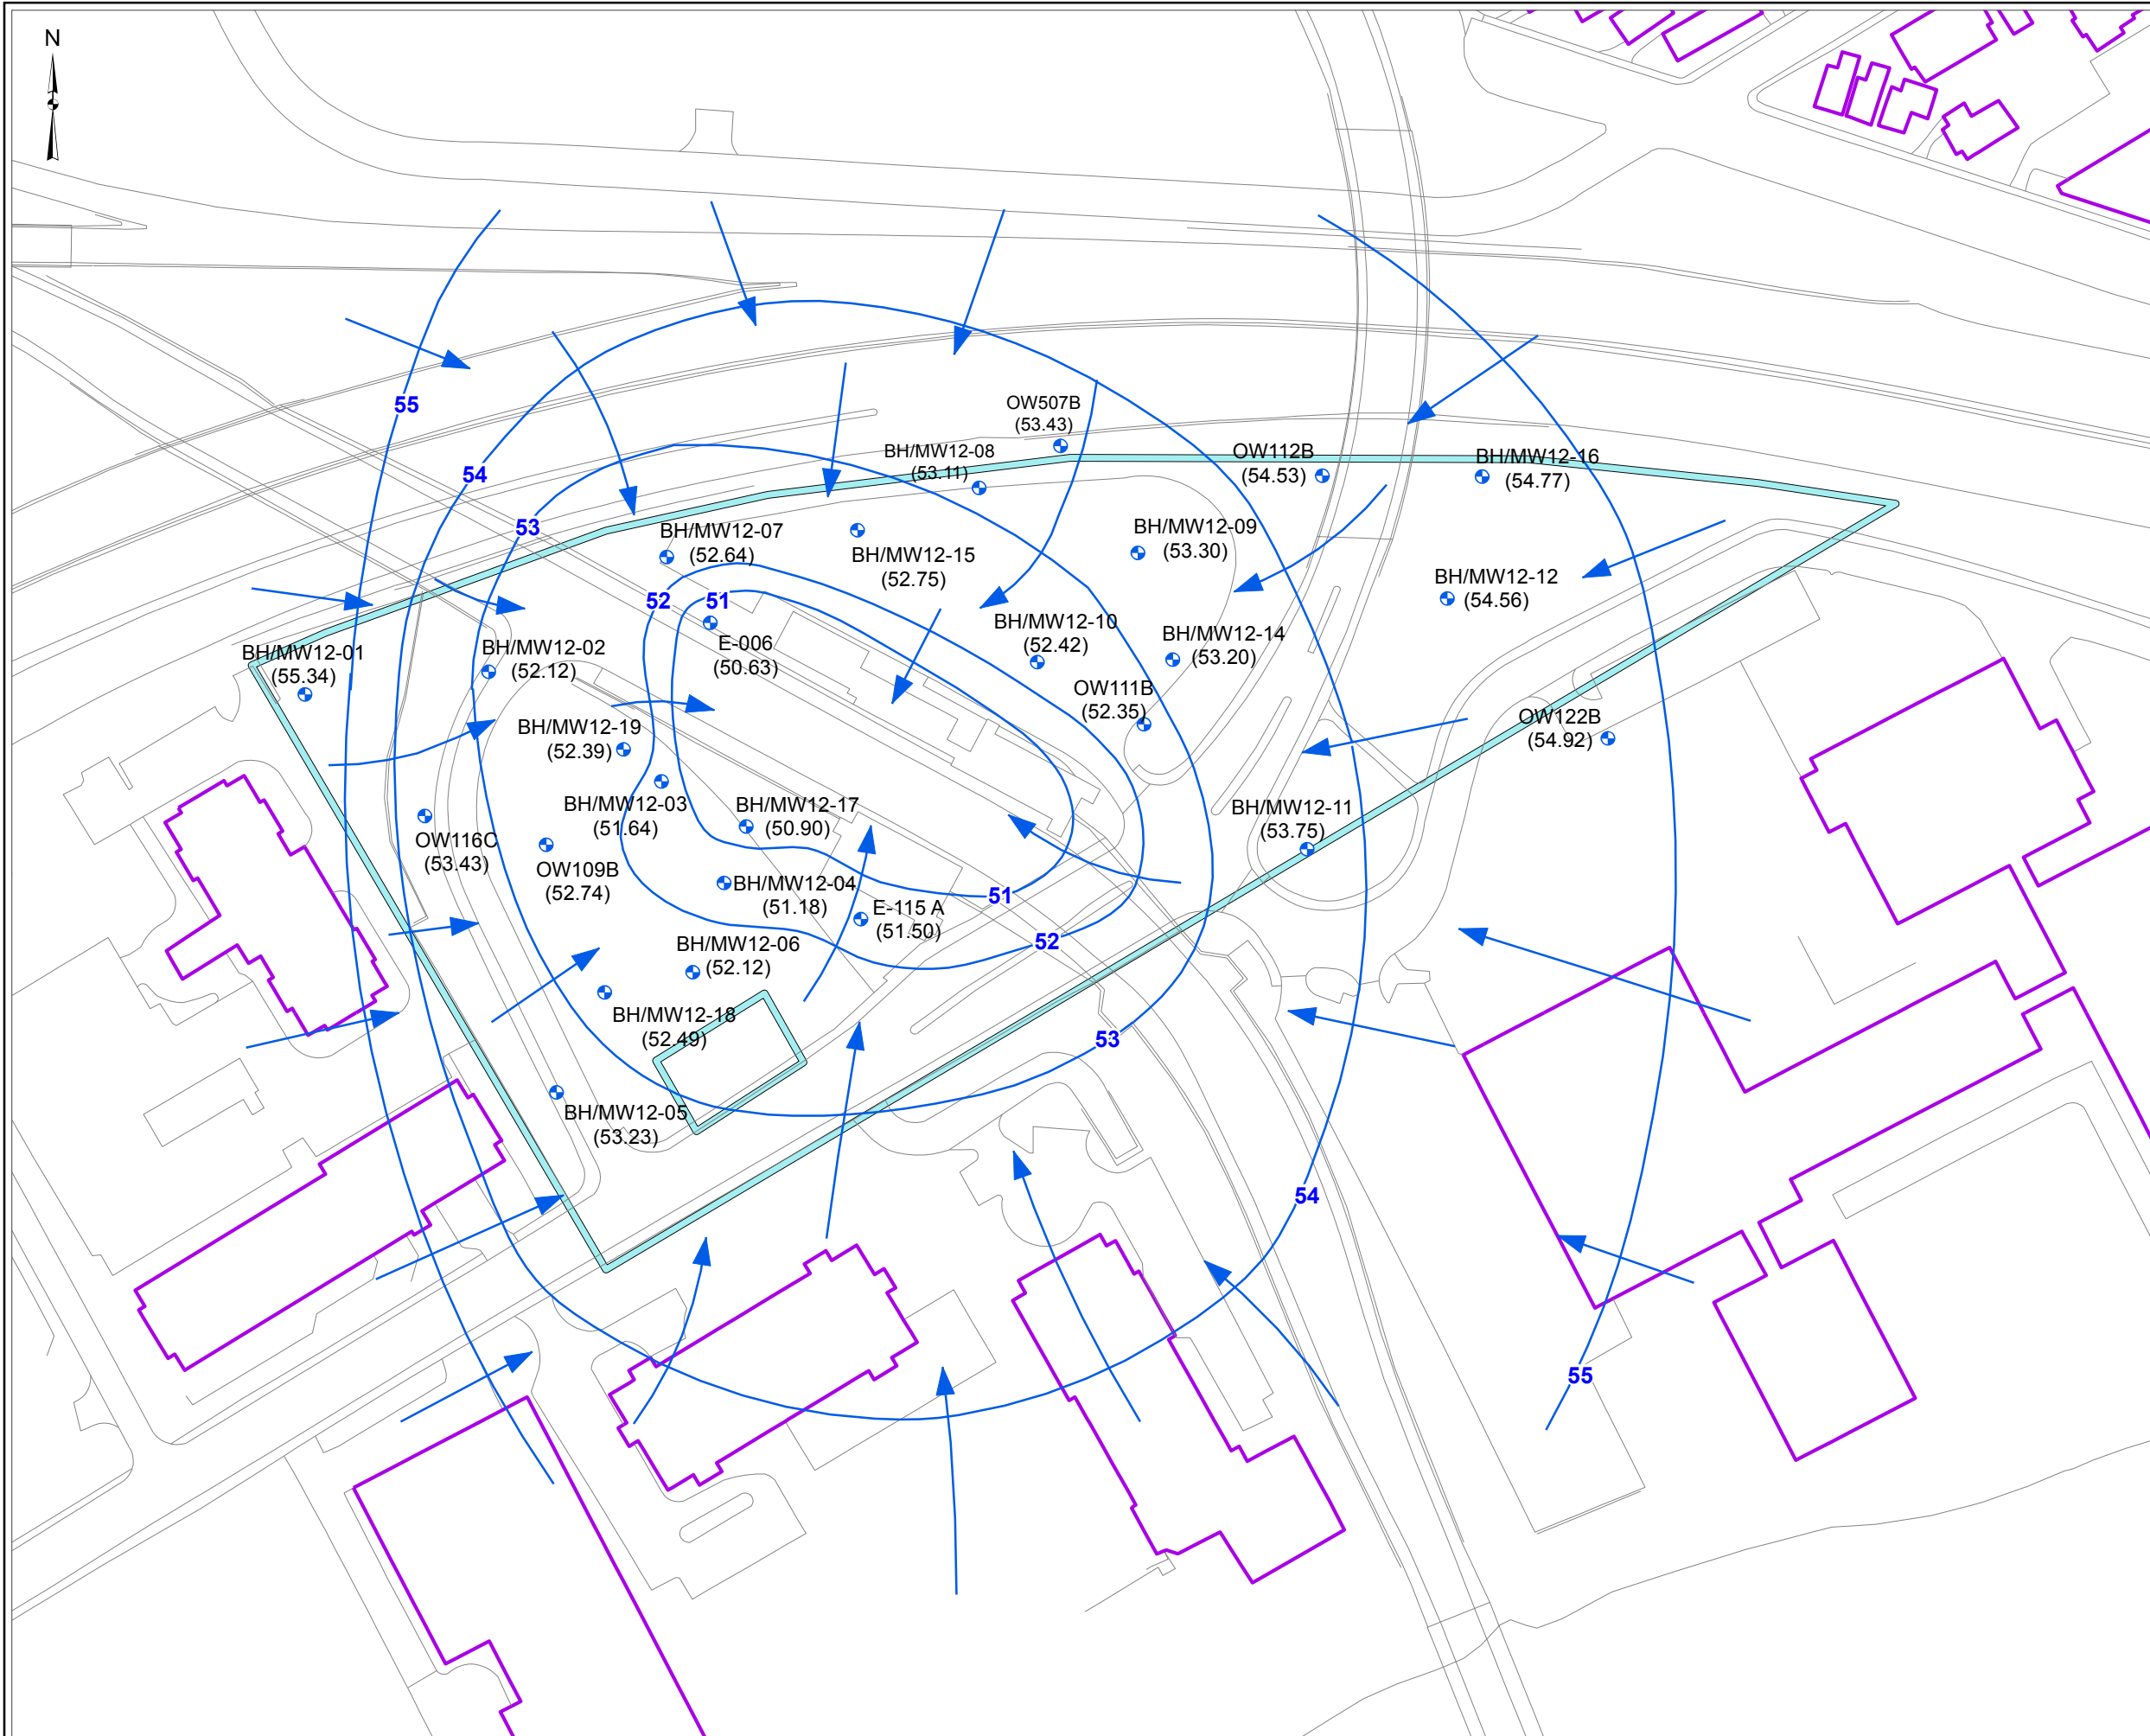 N
55
54
53
52
51
OW507B
(53.43)
BH/MW12-08
(53.11)
OW112B
(54.53)
BH/MW12-16
(54.77)
BH/MW12-07
(52.64)
BH/MW12-15
(52.75)
BH/MW12-09
(53.30)
BH/MW12-12
(54.56)
E-006
(50.63)
BH/MW12-10
(52.42)
BH/MW12-14
(53.20)
BH/MW12-01
(55.34)
BH/MW12-02
(52.12)
OW111B
(52.35)
OW122B
(54.92)
BH/MW12-19
(52.39)
BH/MW12-03
(51.64)
BH/MW12-17
(50.90)
BH/MW12-11
(53.75)
OW116C
(53.43)
OW109B
(52.74)
BH/MW12-04
(51.18)
51
E-115 A
(51.50)
BH/MW12-06
(52.12)
52
BH/MW12-18
(52.49)
53
BH/MW12-05
(53.23)
54
55